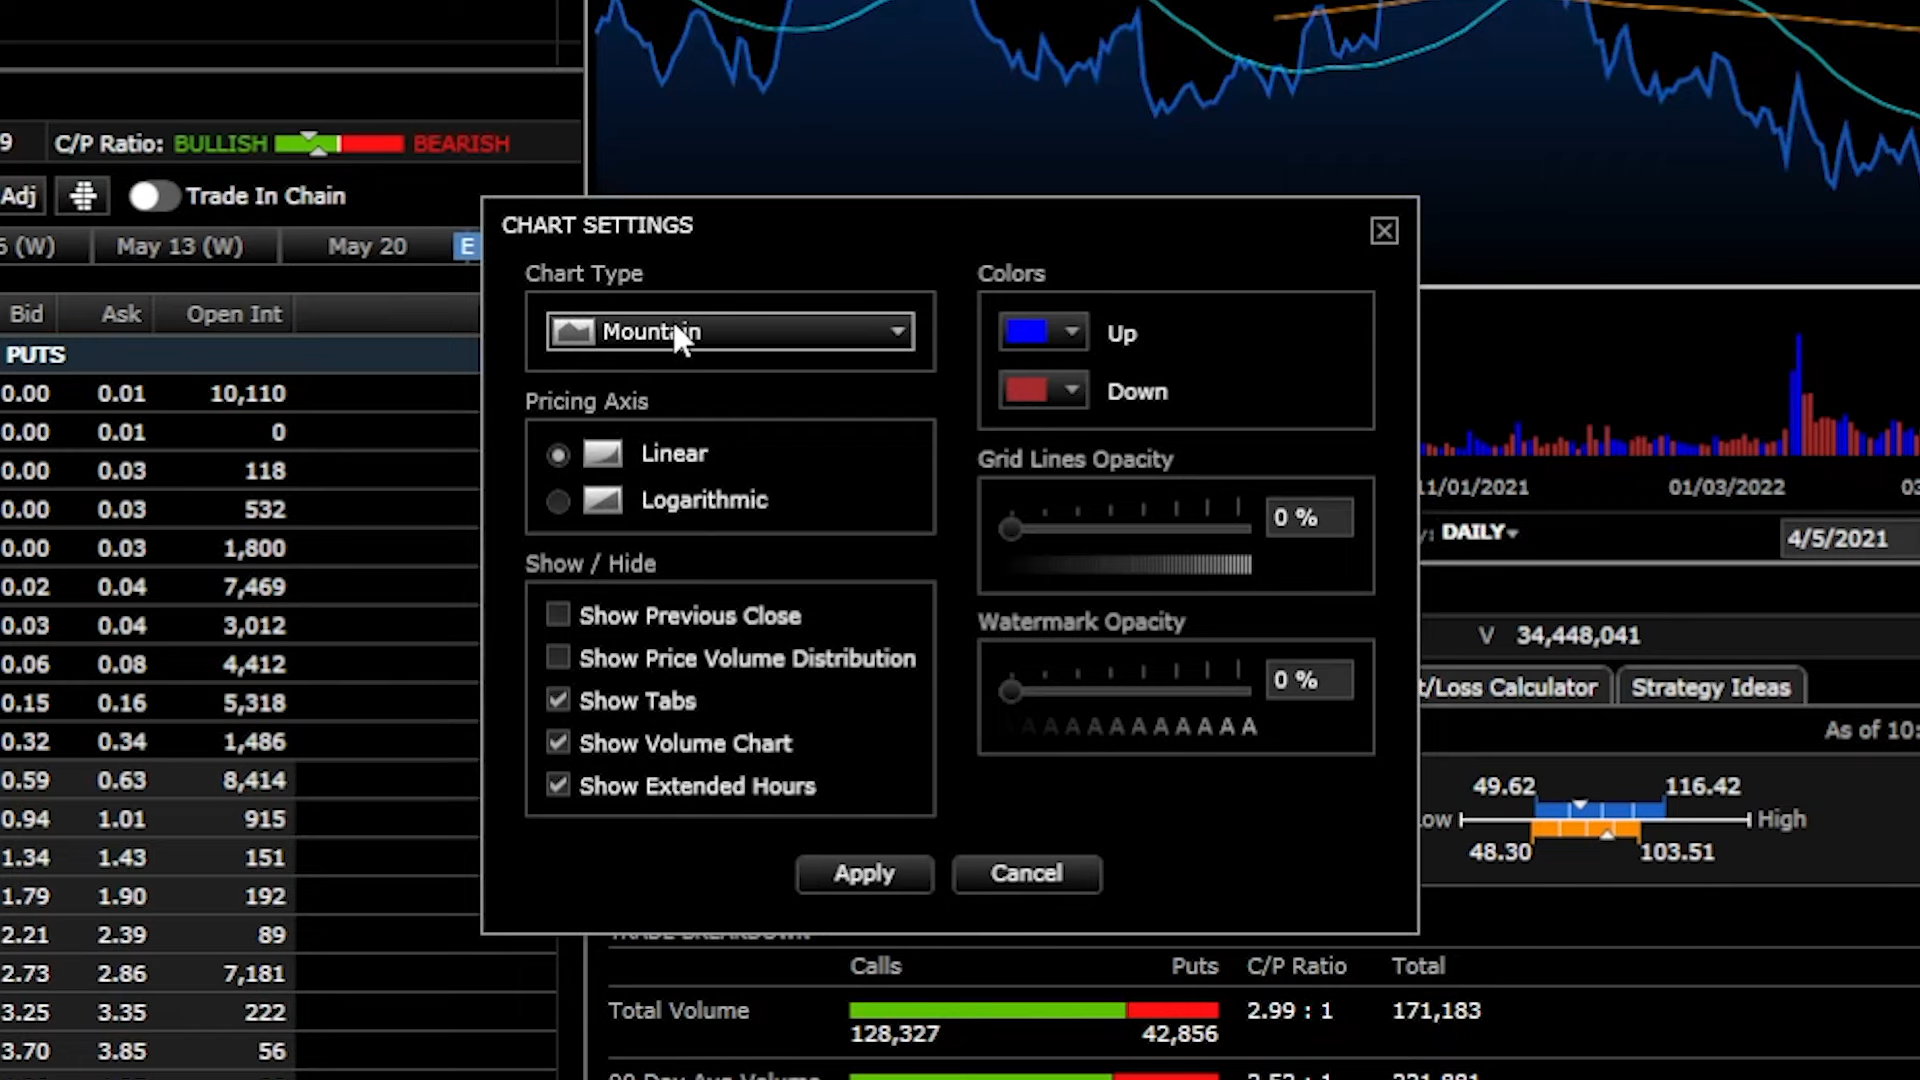 9 C/P Ratio: BULLISH BEARISH
Adj Trade In Chain
(W) May 13 (W) May 20 E
Bid Ask Open Int
PUTS
0.00 0.01 10,110
0.00 0.01 0
0.00 0.03 118
0.00 0.03 532
0.00 0.03 1,800
0.02 0.04 7,469
0.03 0.04 3,012
0.06 0.08 4,412
0.15 0.16 5,318
0.32 0.34 1,486
0.59 0.63 8,414
0.94 1.01 915
1.34 1.43 151
1.79 1.90 192
2.21 2.39 89
2.73 2.86 7,181
3.25 3.35 222
3.70 3.85 56
CHART SETTINGS
Chart Type
Mountain
Pricing Axis
Linear
Logarithmic
Show / Hide
Show Previous Close
Show Price Volume Distribution
Show Tabs
Show Volume Chart
Show Extended Hours
Colors
Up
Down
Grid Lines Opacity
0 %
Watermark Opacity
0 %
A A A A A A A A A A A
Apply Cancel
11/01/2021 01/03/2022 03
DAILY 4/5/2021
V 34,448,041
t/Loss Calculator Strategy Ideas
As of 10:
49.62 116.42
ow High
48.30 103.51
Calls Puts C/P Ratio Total
Total Volume 2.99 : 1 171,183
128,327 42,856